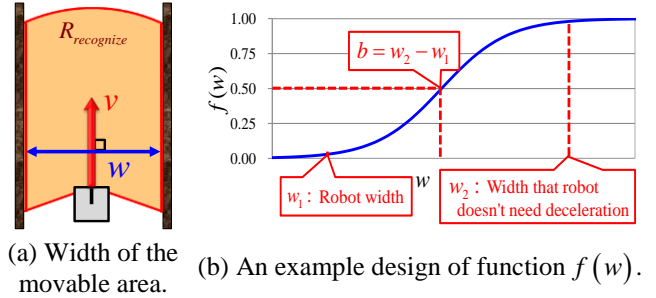 (a)
R_recognize
v
w
(a) Width of the
movable area.
(b)
f(w)
1.00
0.75
0.50
0.25
0.00
b = w₂ − w₁
w
w₁ : Robot width
w₂ : Width that robot
doesn't need deceleration
(b) An example design of function f(w).